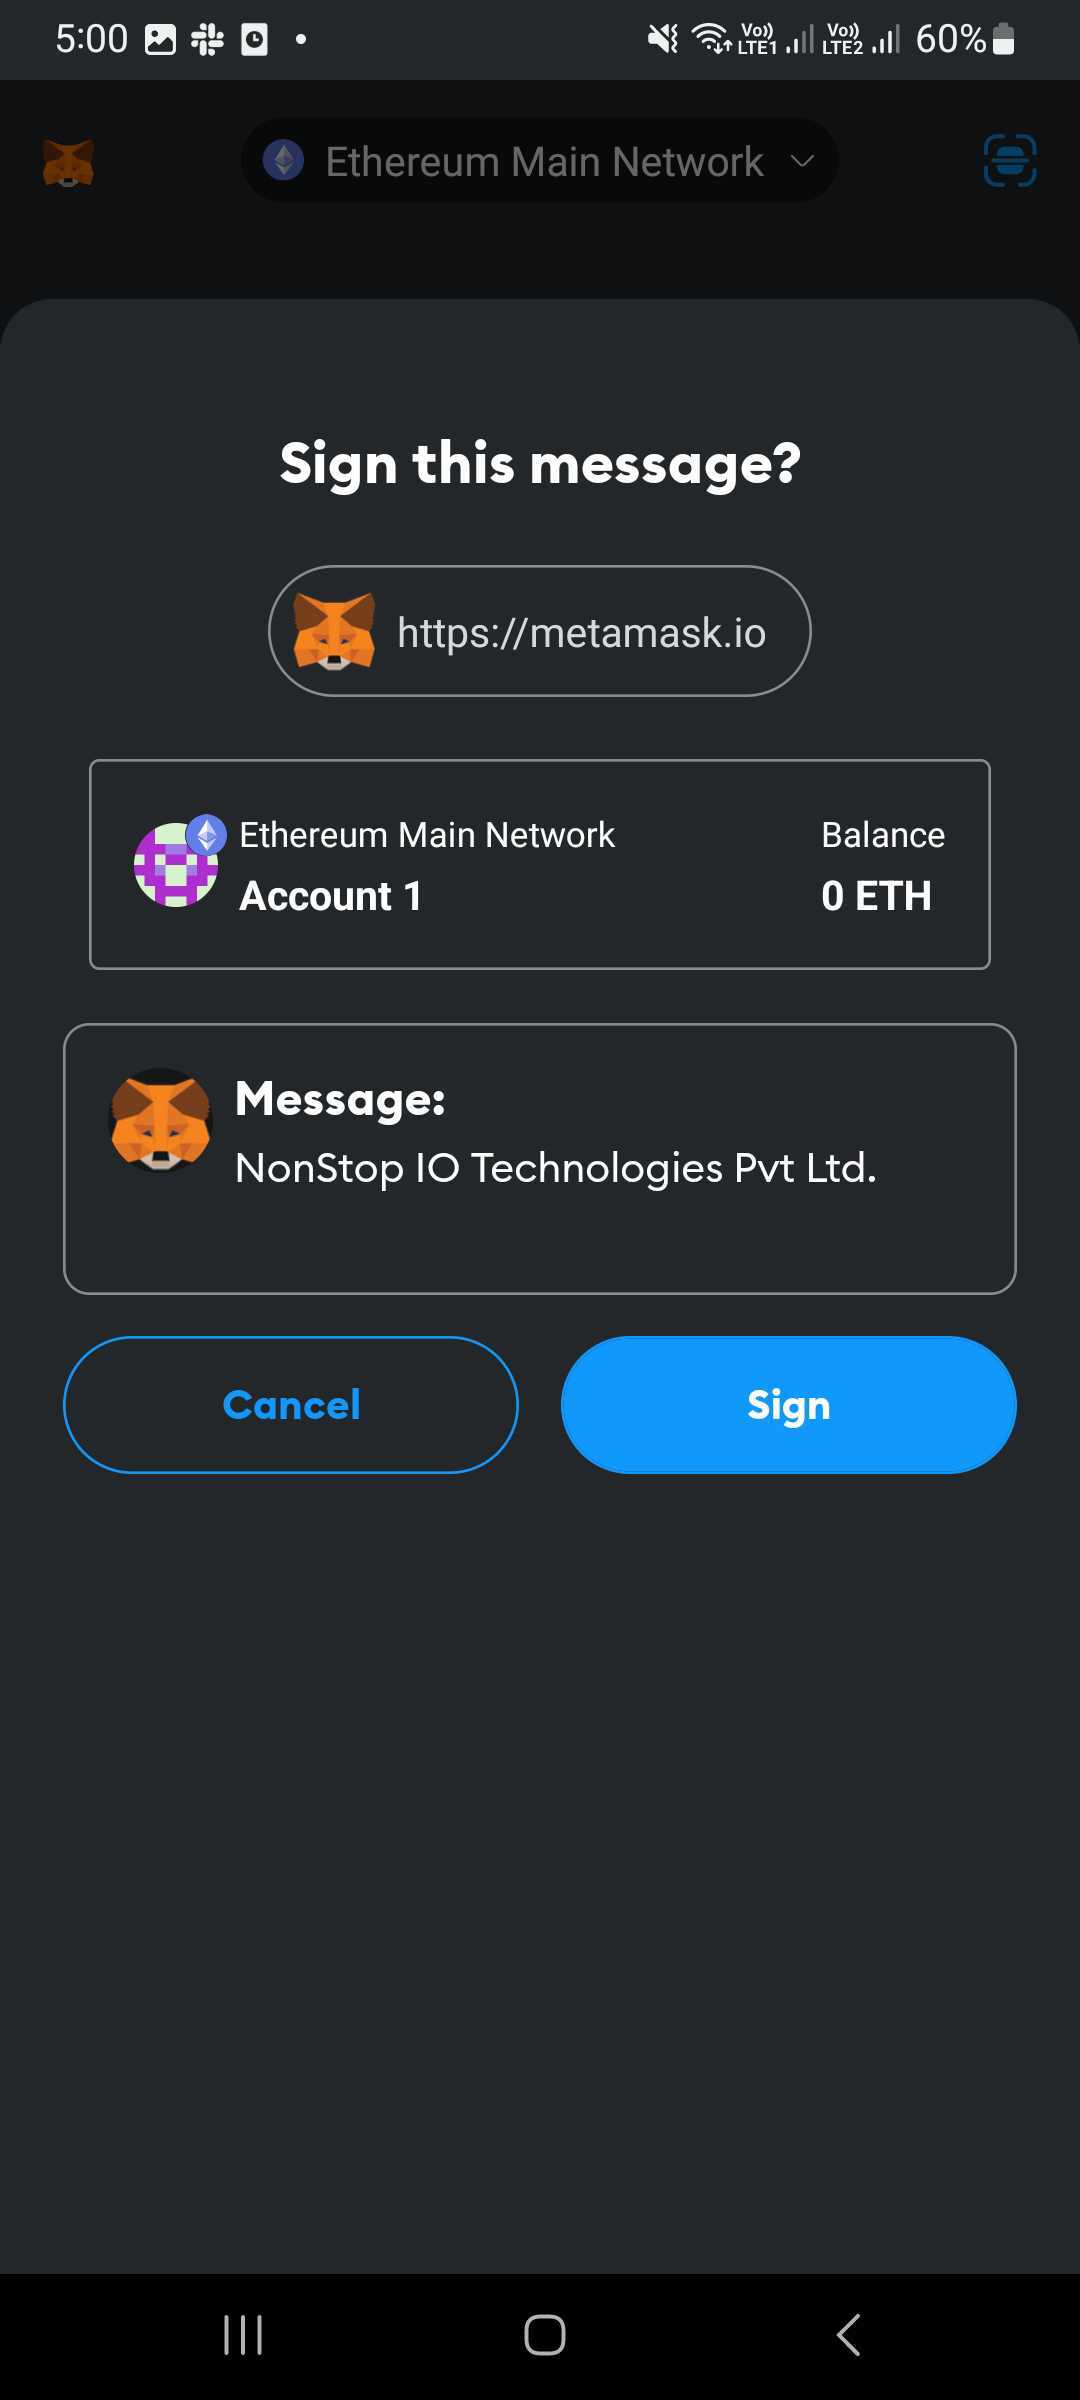 5:00
Vo)) LTE1 Vo)) LTE2 60%
Ethereum Main Network
Sign this message?
https://metamask.io
Ethereum Main Network Balance
Account 1 0 ETH
Message:
NonStop IO Technologies Pvt Ltd.
Cancel Sign